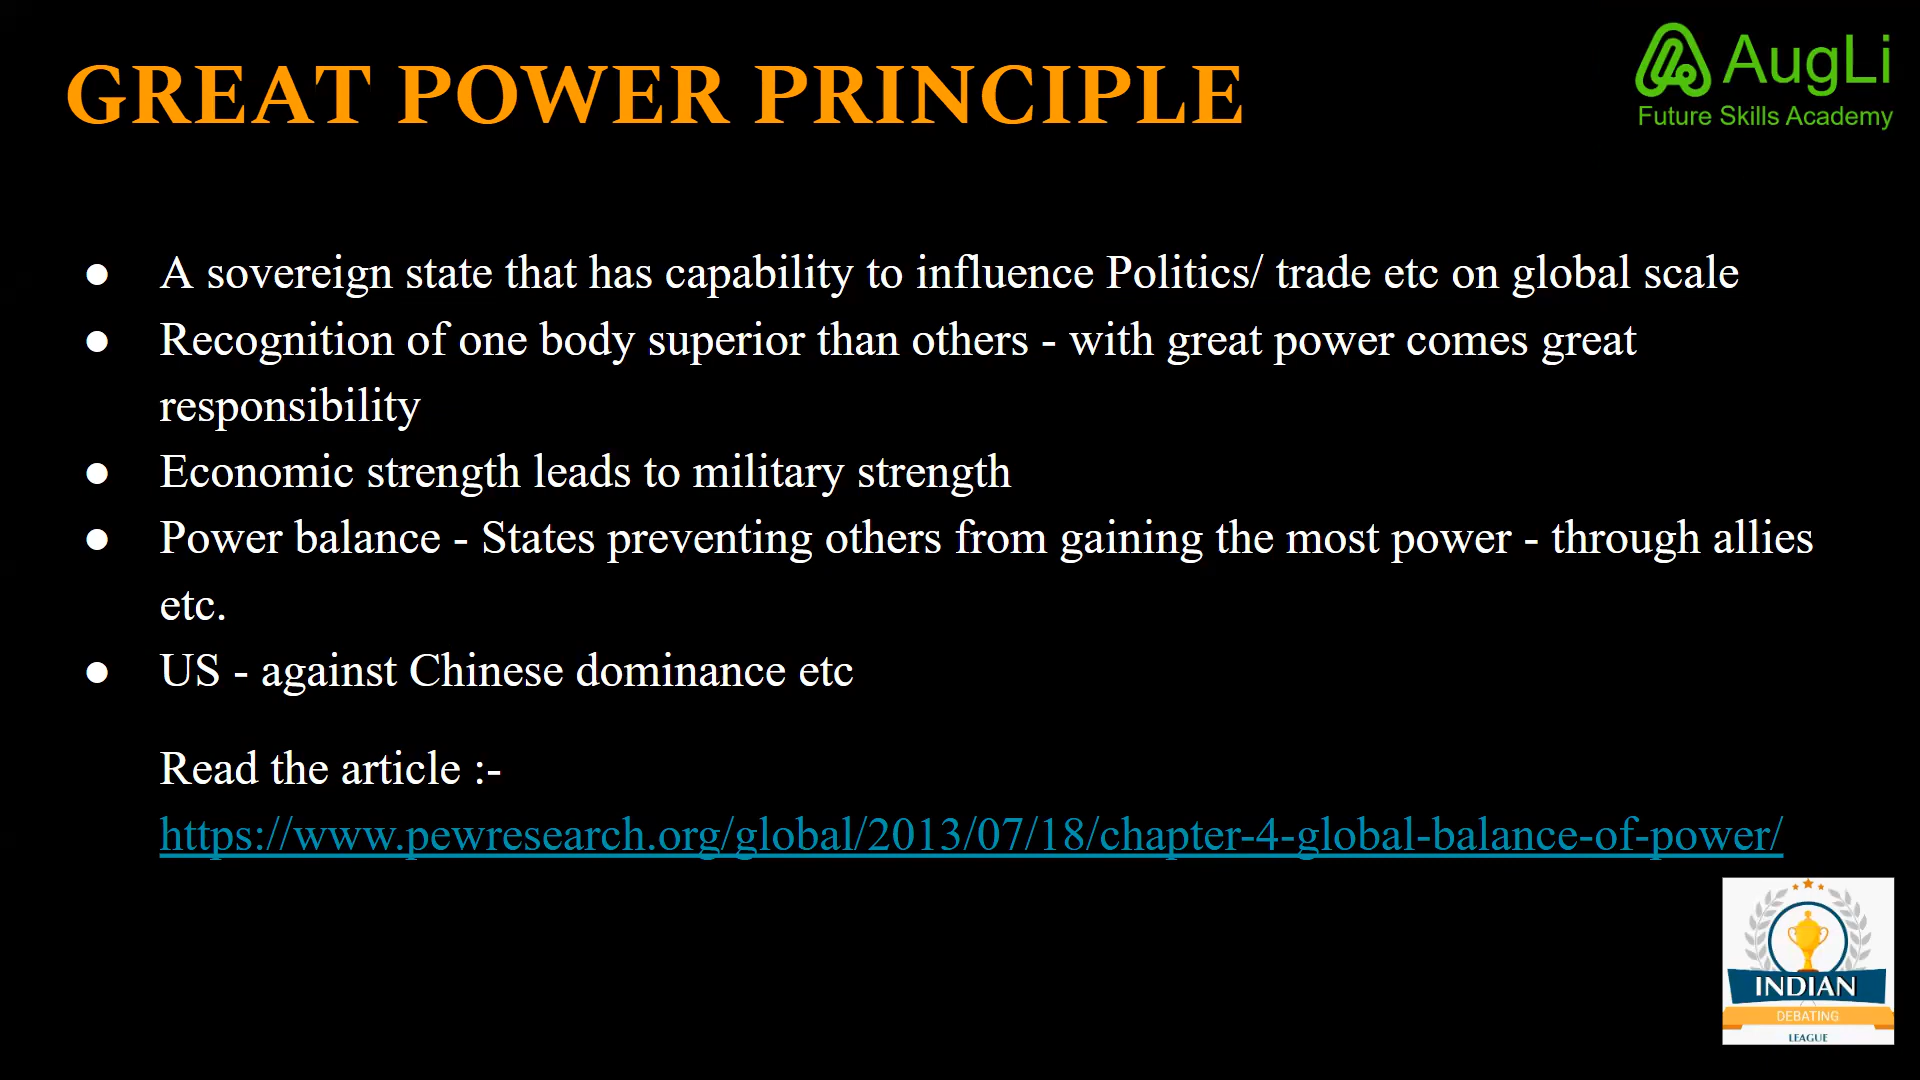 GREAT POWER PRINCIPLE
AugLi
Future Skills Academy
● A sovereign state that has capability to influence Politics/ trade etc on global scale
● Recognition of one body superior than others - with great power comes great
responsibility
● Economic strength leads to military strength
● Power balance - States preventing others from gaining the most power - through allies
etc.
● US - against Chinese dominance etc
Read the article :-
https://www.pewresearch.org/global/2013/07/18/chapter-4-global-balance-of-power/
INDIAN
DEBATING
LEAGUE